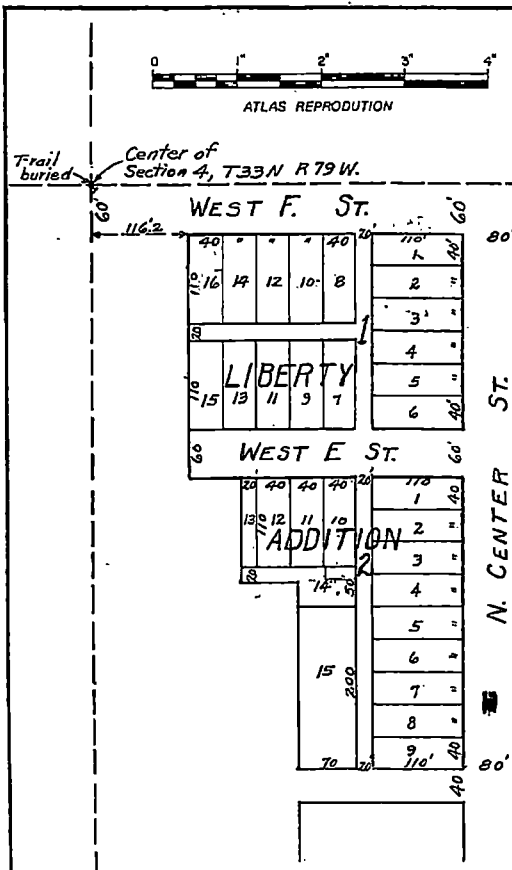 0 1" 2" 3" 4"
ATLAS REPRODUTION
T-rail buried
Center of
Section 4, T33N R79W.
60'
WEST F. ST.
60'
116.2
40 " " " 40 20' 110' 80'
110 16 14 12 10 8
1 40'
2 "
3 "
20 1
4 "
LIBERTY
5 "
110' 15 13 11 9 7
6 40'
60 WEST E ST. 60'
N. CENTER ST.
20 40 40 40 20' 110
1 40
13 110 12 11 10
2 "
ADDITION
3 "
20 2
14 50'
4 "
5 "
15 200
6 "
7 "
8 "
9 40
70 20' 110' 80'
40